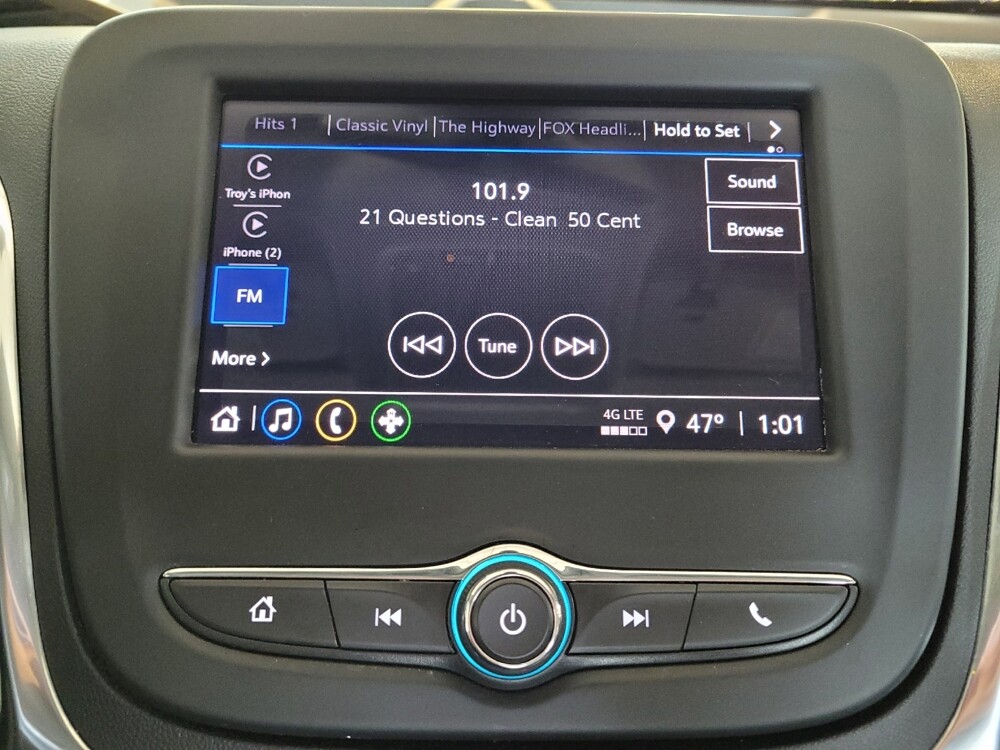 Hits 1 | Classic Vinyl | The Highway | FOX Headli... | Hold to Set |
Troy's iPhon
101.9
Sound
21 Questions - Clean 50 Cent
Browse
iPhone (2)
FM
Tune
More
4G LTE
47° | 1:01